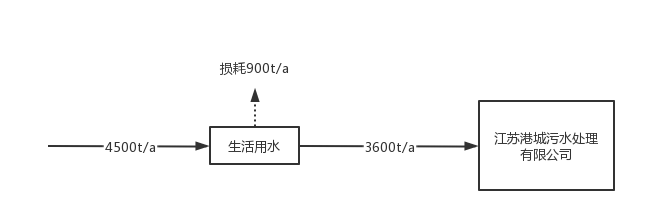 损耗900t/a
4500t/a
生活用水
3600t/a
江苏港城污水处理
有限公司